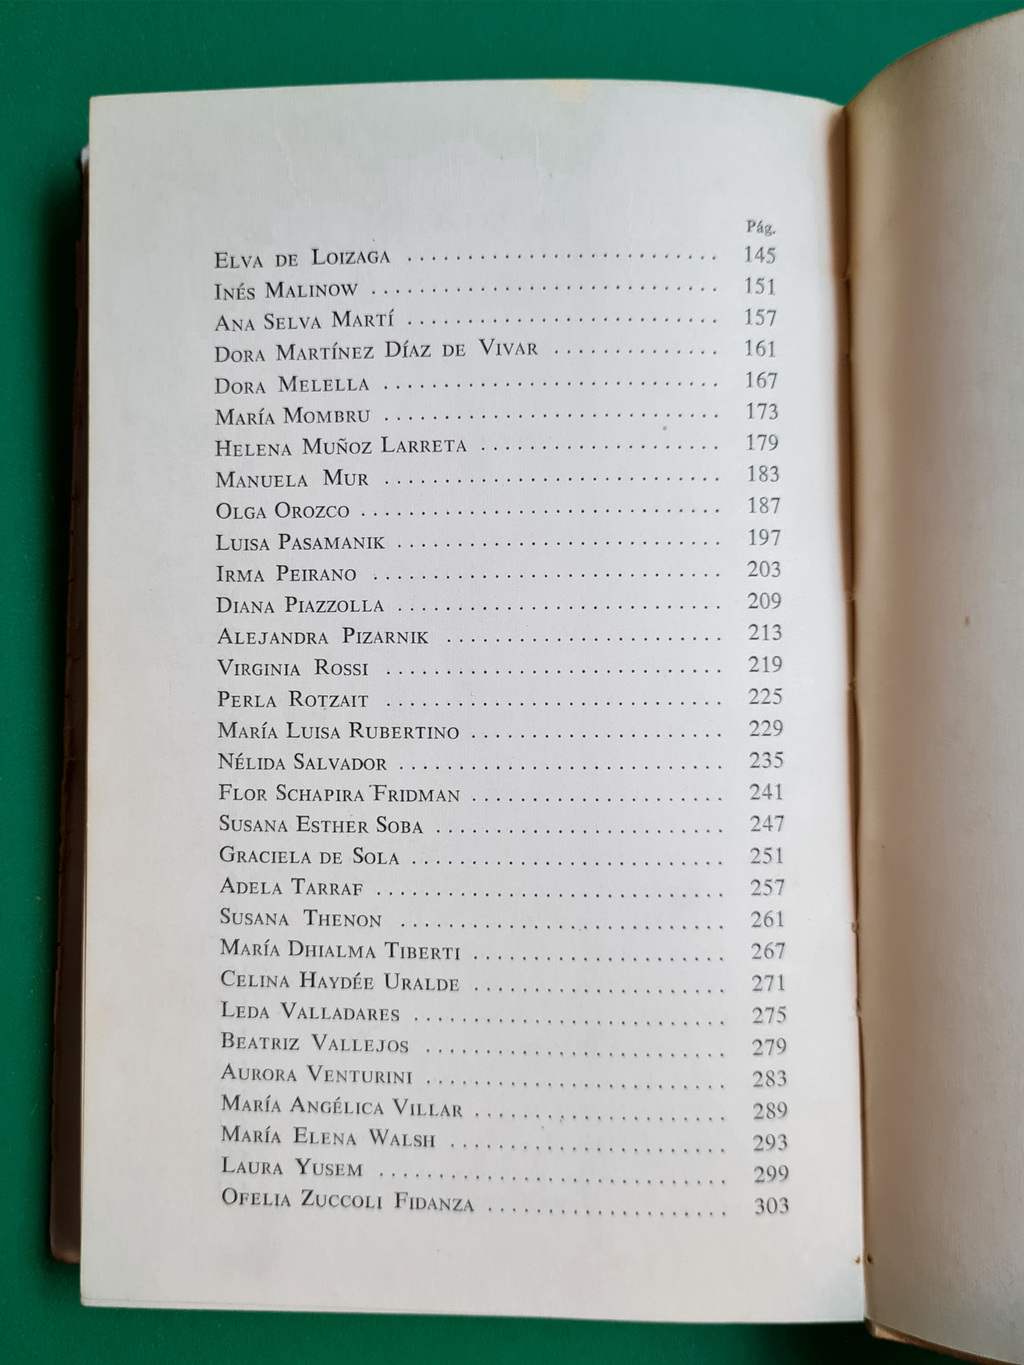 Pág.
Elva de Loizaga .......................... 145
Inés Malinow ............................. 151
Ana Selva Martí .......................... 157
Dora Martínez Díaz de Vivar .............. 161
Dora Melella ............................. 167
María Mombru ............................. 173
Helena Muñoz Larreta ..................... 179
Manuela Mur .............................. 183
Olga Orozco .............................. 187
Luisa Pasamanik .......................... 197
Irma Peirano ............................. 203
Diana Piazzolla .......................... 209
Alejandra Pizarnik ....................... 213
Virginia Rossi ........................... 219
Perla Rotzait ............................ 225
María Luisa Rubertino .................... 229
Nélida Salvador .......................... 235
Flor Schapira Fridman .................... 241
Susana Esther Soba ....................... 247
Graciela de Sola ......................... 251
Adela Tarraf ............................. 257
Susana Thenon ............................ 261
María Dhialma Tiberti .................... 267
Celina Haydée Uralde ..................... 271
Leda Valladares .......................... 275
Beatriz Vallejos ......................... 279
Aurora Venturini ......................... 283
María Angélica Villar .................... 289
María Elena Walsh ........................ 293
Laura Yusem .............................. 299
Ofelia Zuccoli Fidanza ................... 303